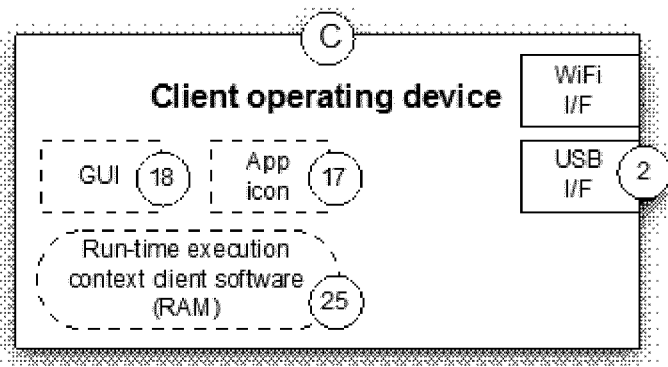 C
Client operating device
WiFi
I/F
GUI
18
App
icon
17
USB
I/F
2
Run-time execution
context client software
(RAM)
25